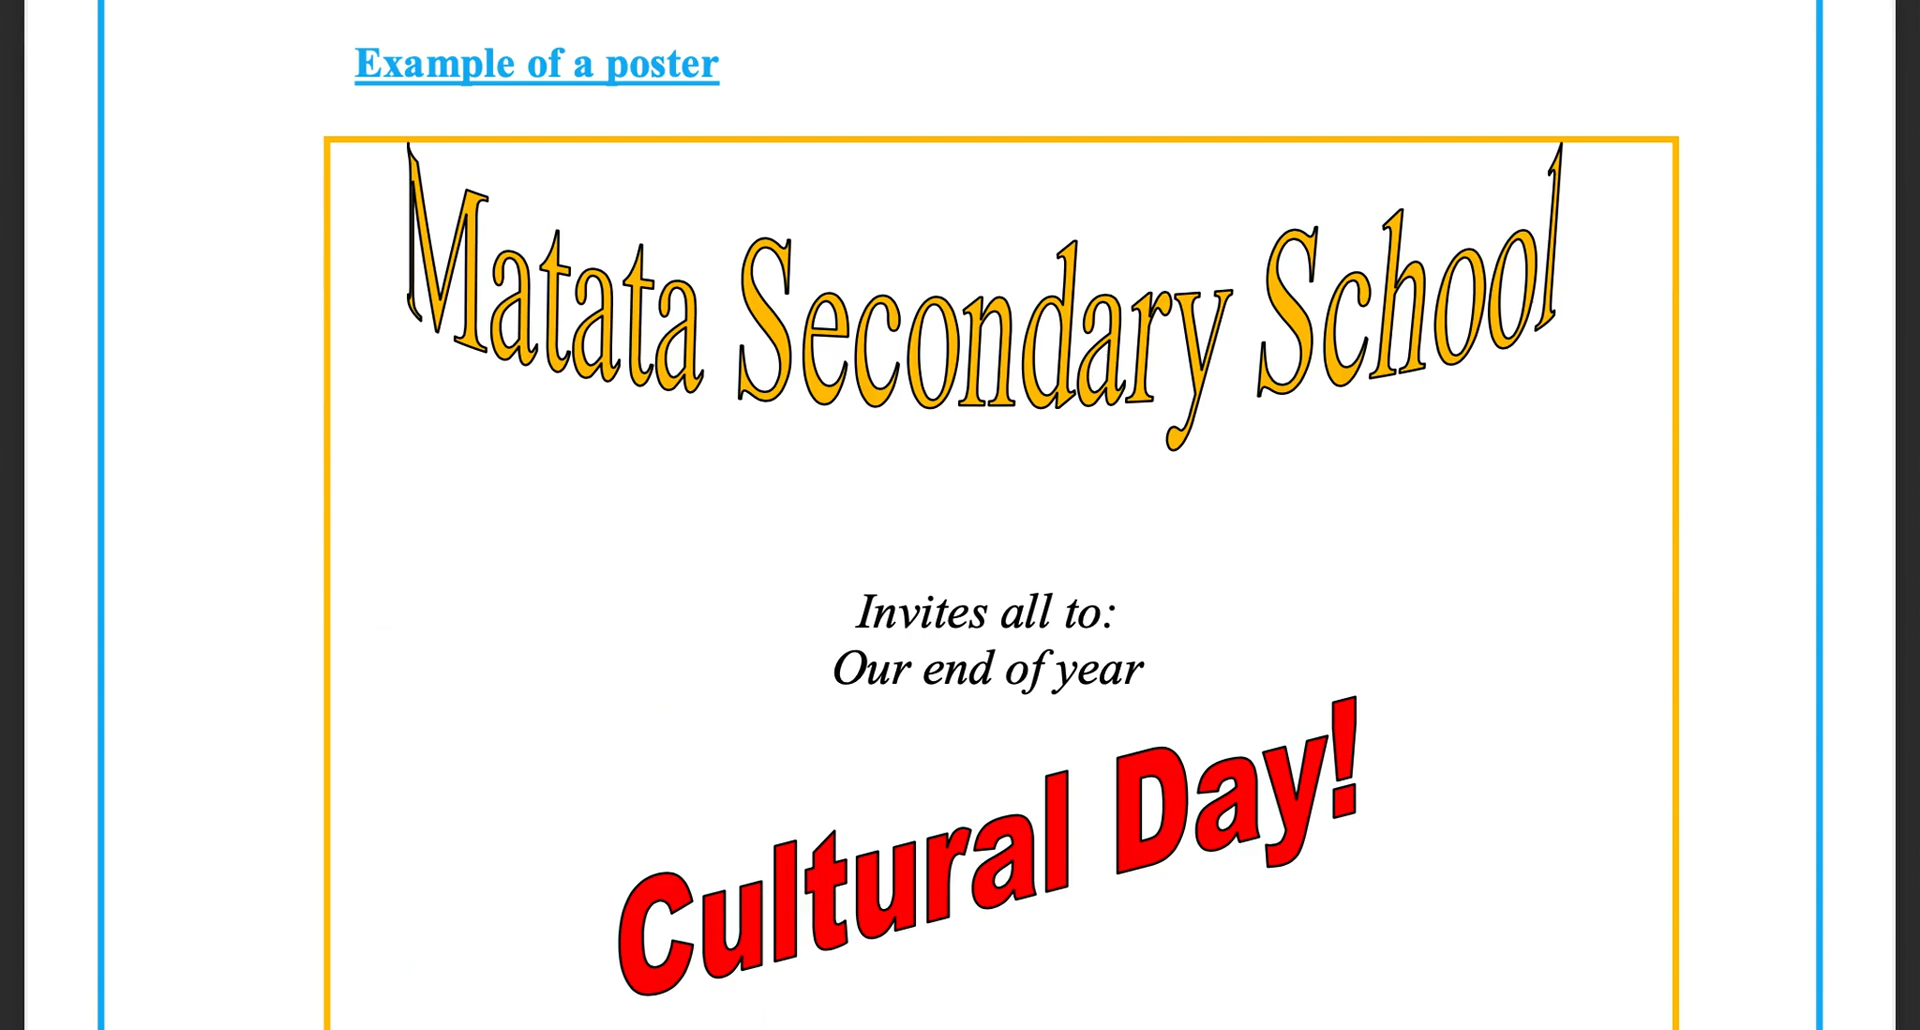 Example of a poster
Matata Secondary School
Invites all to:
Our end of year
Cultural Day!